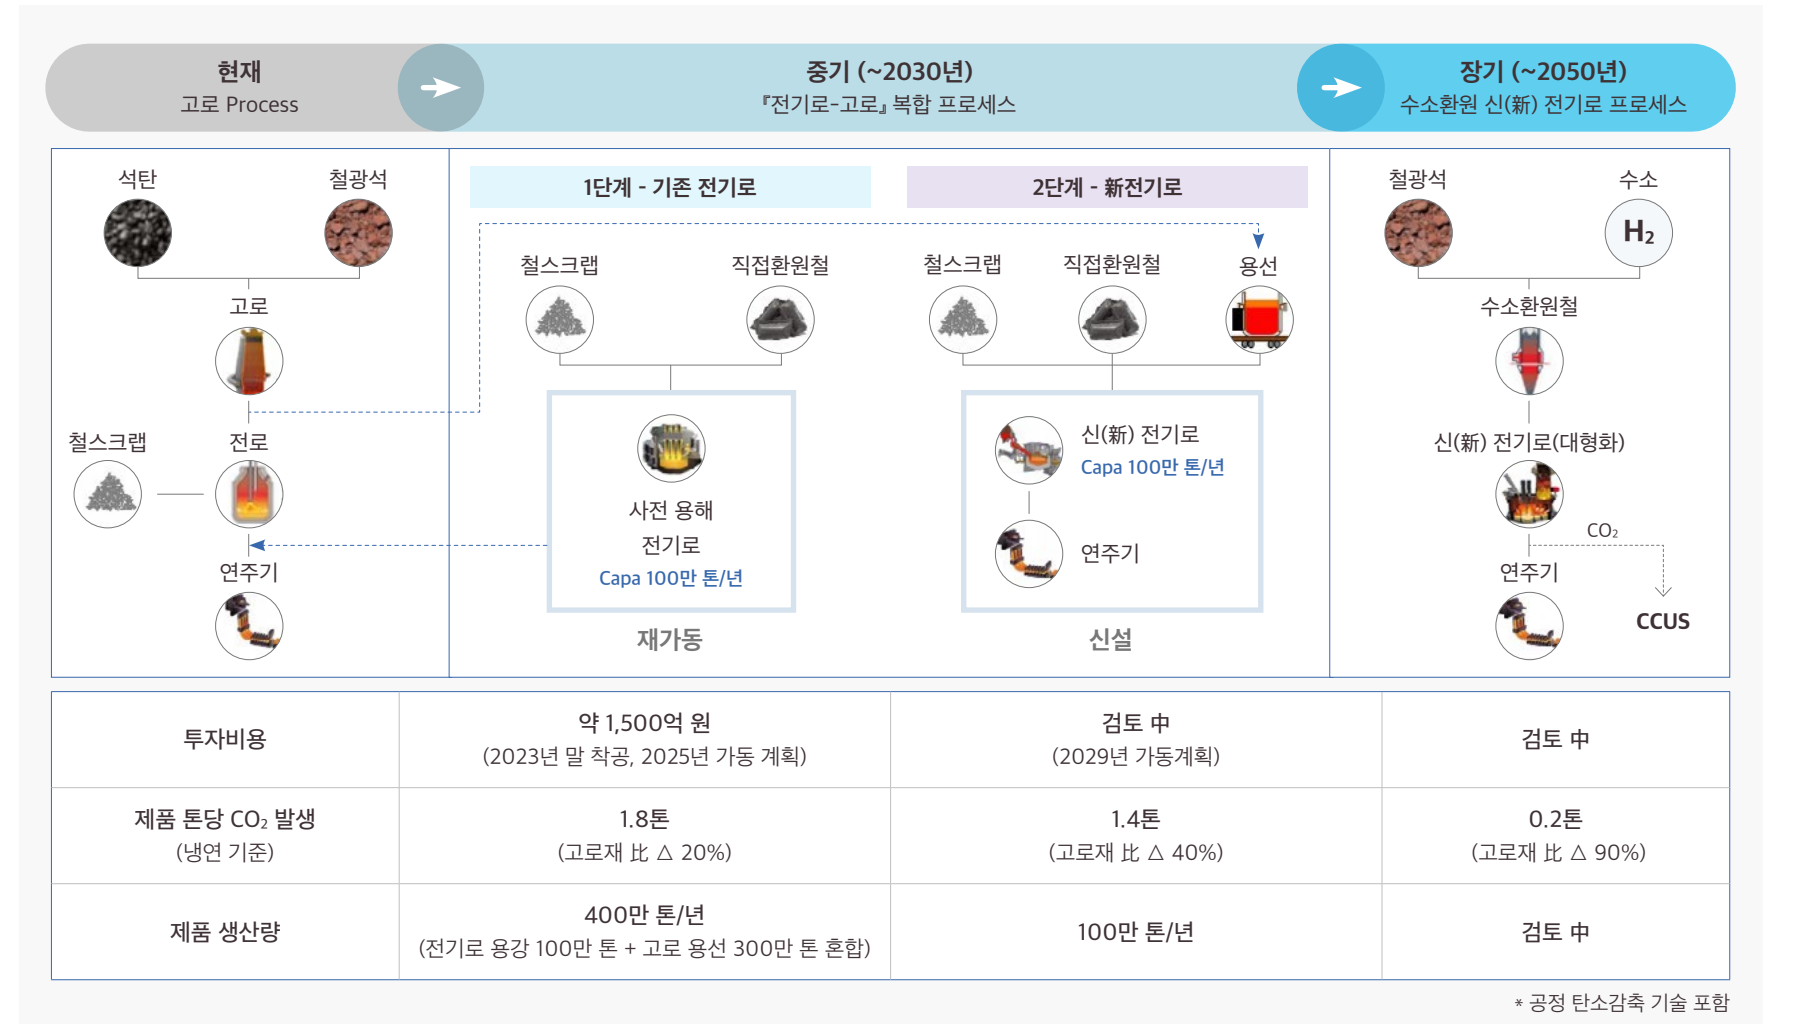 현재
고로 Process
중기 (~2030년)
『전기로-고로』 복합 프로세스
장기 (~2050년)
수소환원 신(新) 전기로 프로세스
석탄
철광석
고로
철스크랩
전로
연주기
1단계 - 기존 전기로
철스크랩
직접환원철
사전 용해
전기로
Capa 100만 톤/년
재가동
2단계 - 新전기로
철스크랩
직접환원철
용선
신(新) 전기로
Capa 100만 톤/년
연주기
신설
철광석
수소
H₂
수소환원철
신(新) 전기로(대형화)
CO₂
연주기
CCUS
투자비용
약 1,500억 원
(2023년 말 착공, 2025년 가동 계획)
검토 中
(2029년 가동계획)
검토 中
제품 톤당 CO₂ 발생
(냉연 기준)
1.8톤
(고로재 比 △ 20%)
1.4톤
(고로재 比 △ 40%)
0.2톤
(고로재 比 △ 90%)
제품 생산량
400만 톤/년
(전기로 용강 100만 톤 + 고로 용선 300만 톤 혼합)
100만 톤/년
검토 中
* 공정 탄소감축 기술 포함